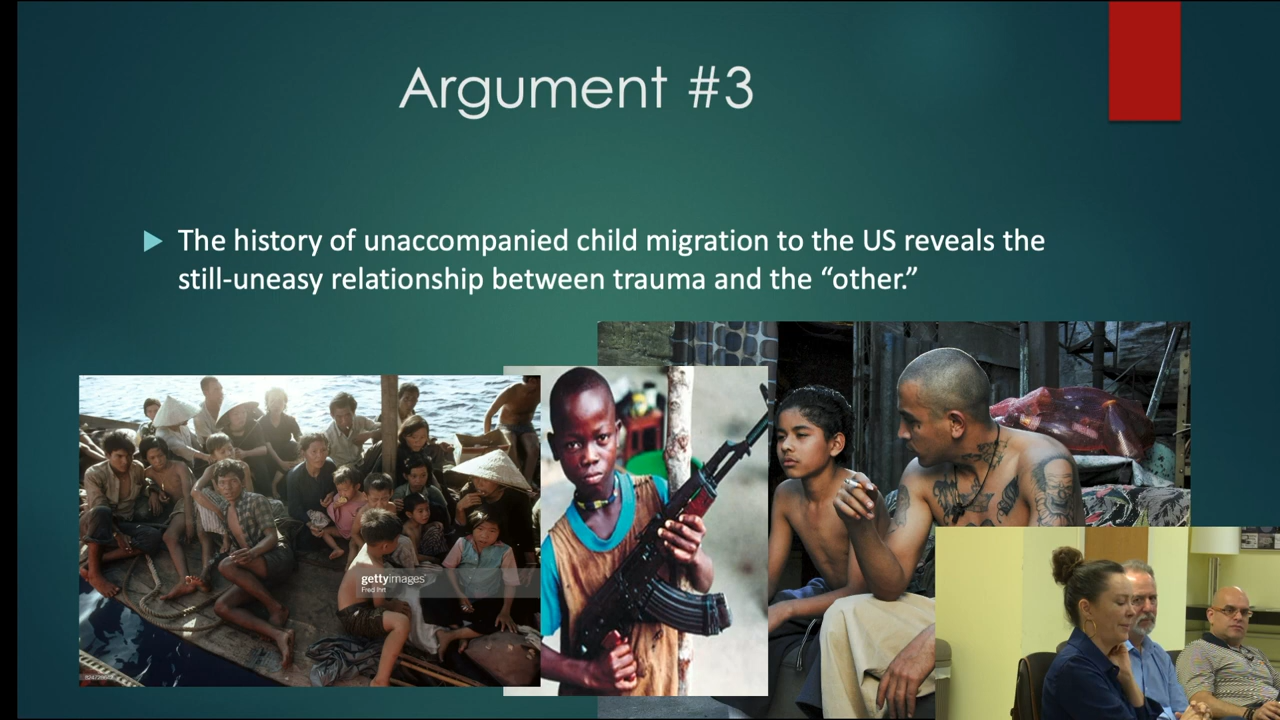 Argument #3
The history of unaccompanied child migration to the US reveals the
still-uneasy relationship between trauma and the “other.”
gettyimages
Fred Ihrt